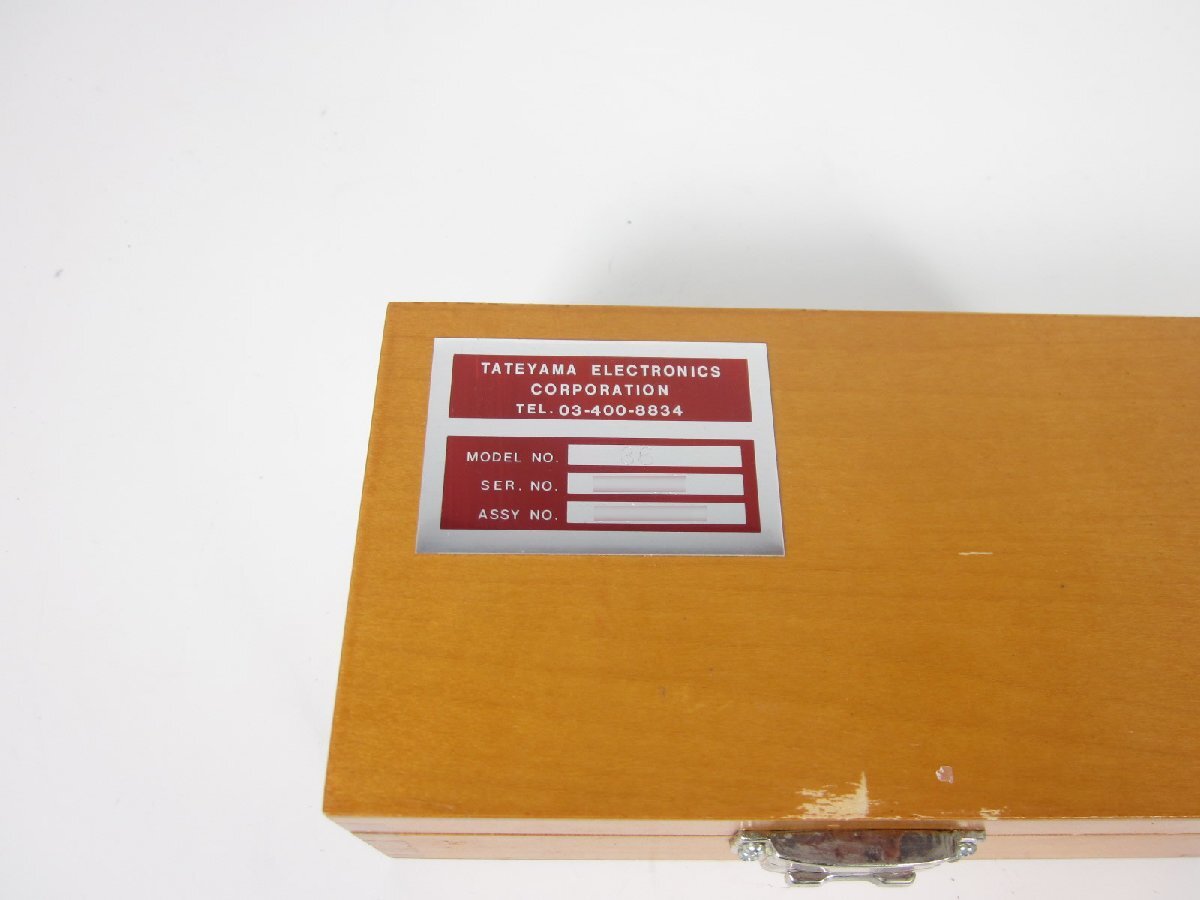 TATEYAMA ELECTRONICS
CORPORATION
TEL. 03-400-8834
MODEL NO.
SER. NO.
ASSY NO.